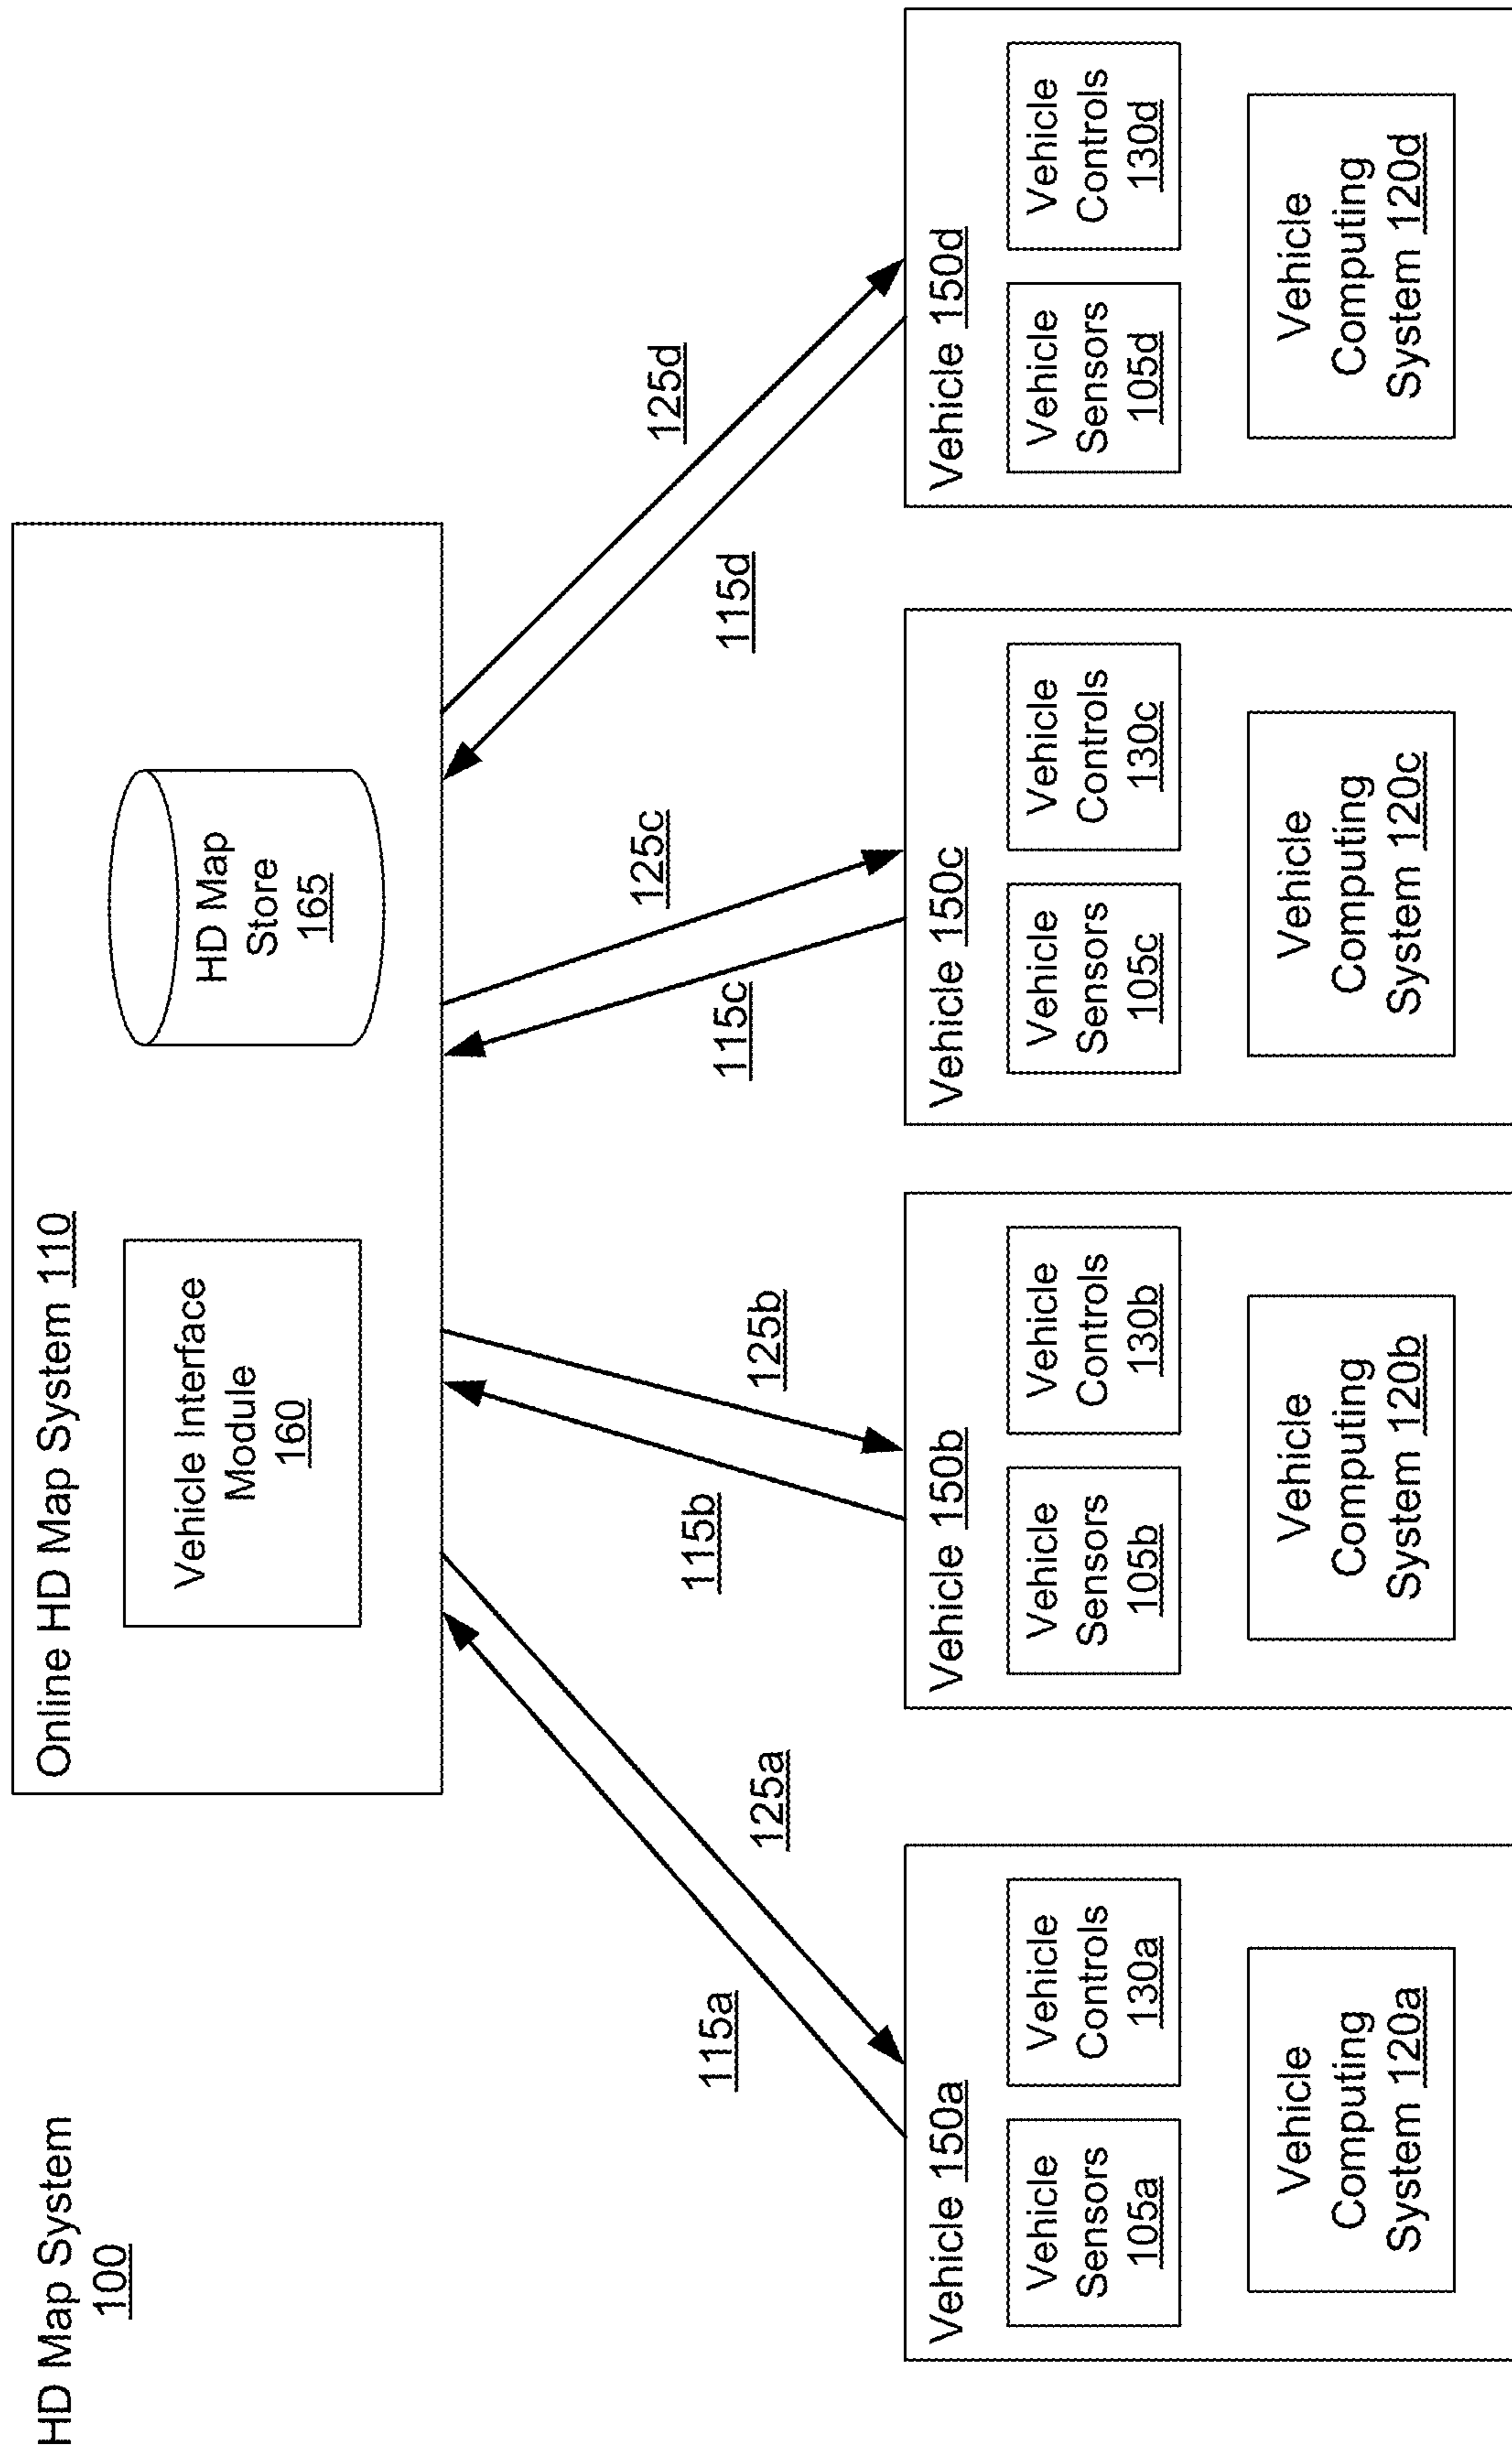 HD Map System
100
Online HD Map System 110
Vehicle Interface
Module
160
HD Map
Store
165
115a
125a
115b
125b
115c
125c
115d
125d
Vehicle 150a
Vehicle
Sensors
105a
Vehicle
Controls
130a
Vehicle
Computing
System 120a
Vehicle 150b
Vehicle
Sensors
105b
Vehicle
Controls
130b
Vehicle
Computing
System 120b
Vehicle 150c
Vehicle
Sensors
105c
Vehicle
Controls
130c
Vehicle
Computing
System 120c
Vehicle 150d
Vehicle
Sensors
105d
Vehicle
Controls
130d
Vehicle
Computing
System 120d